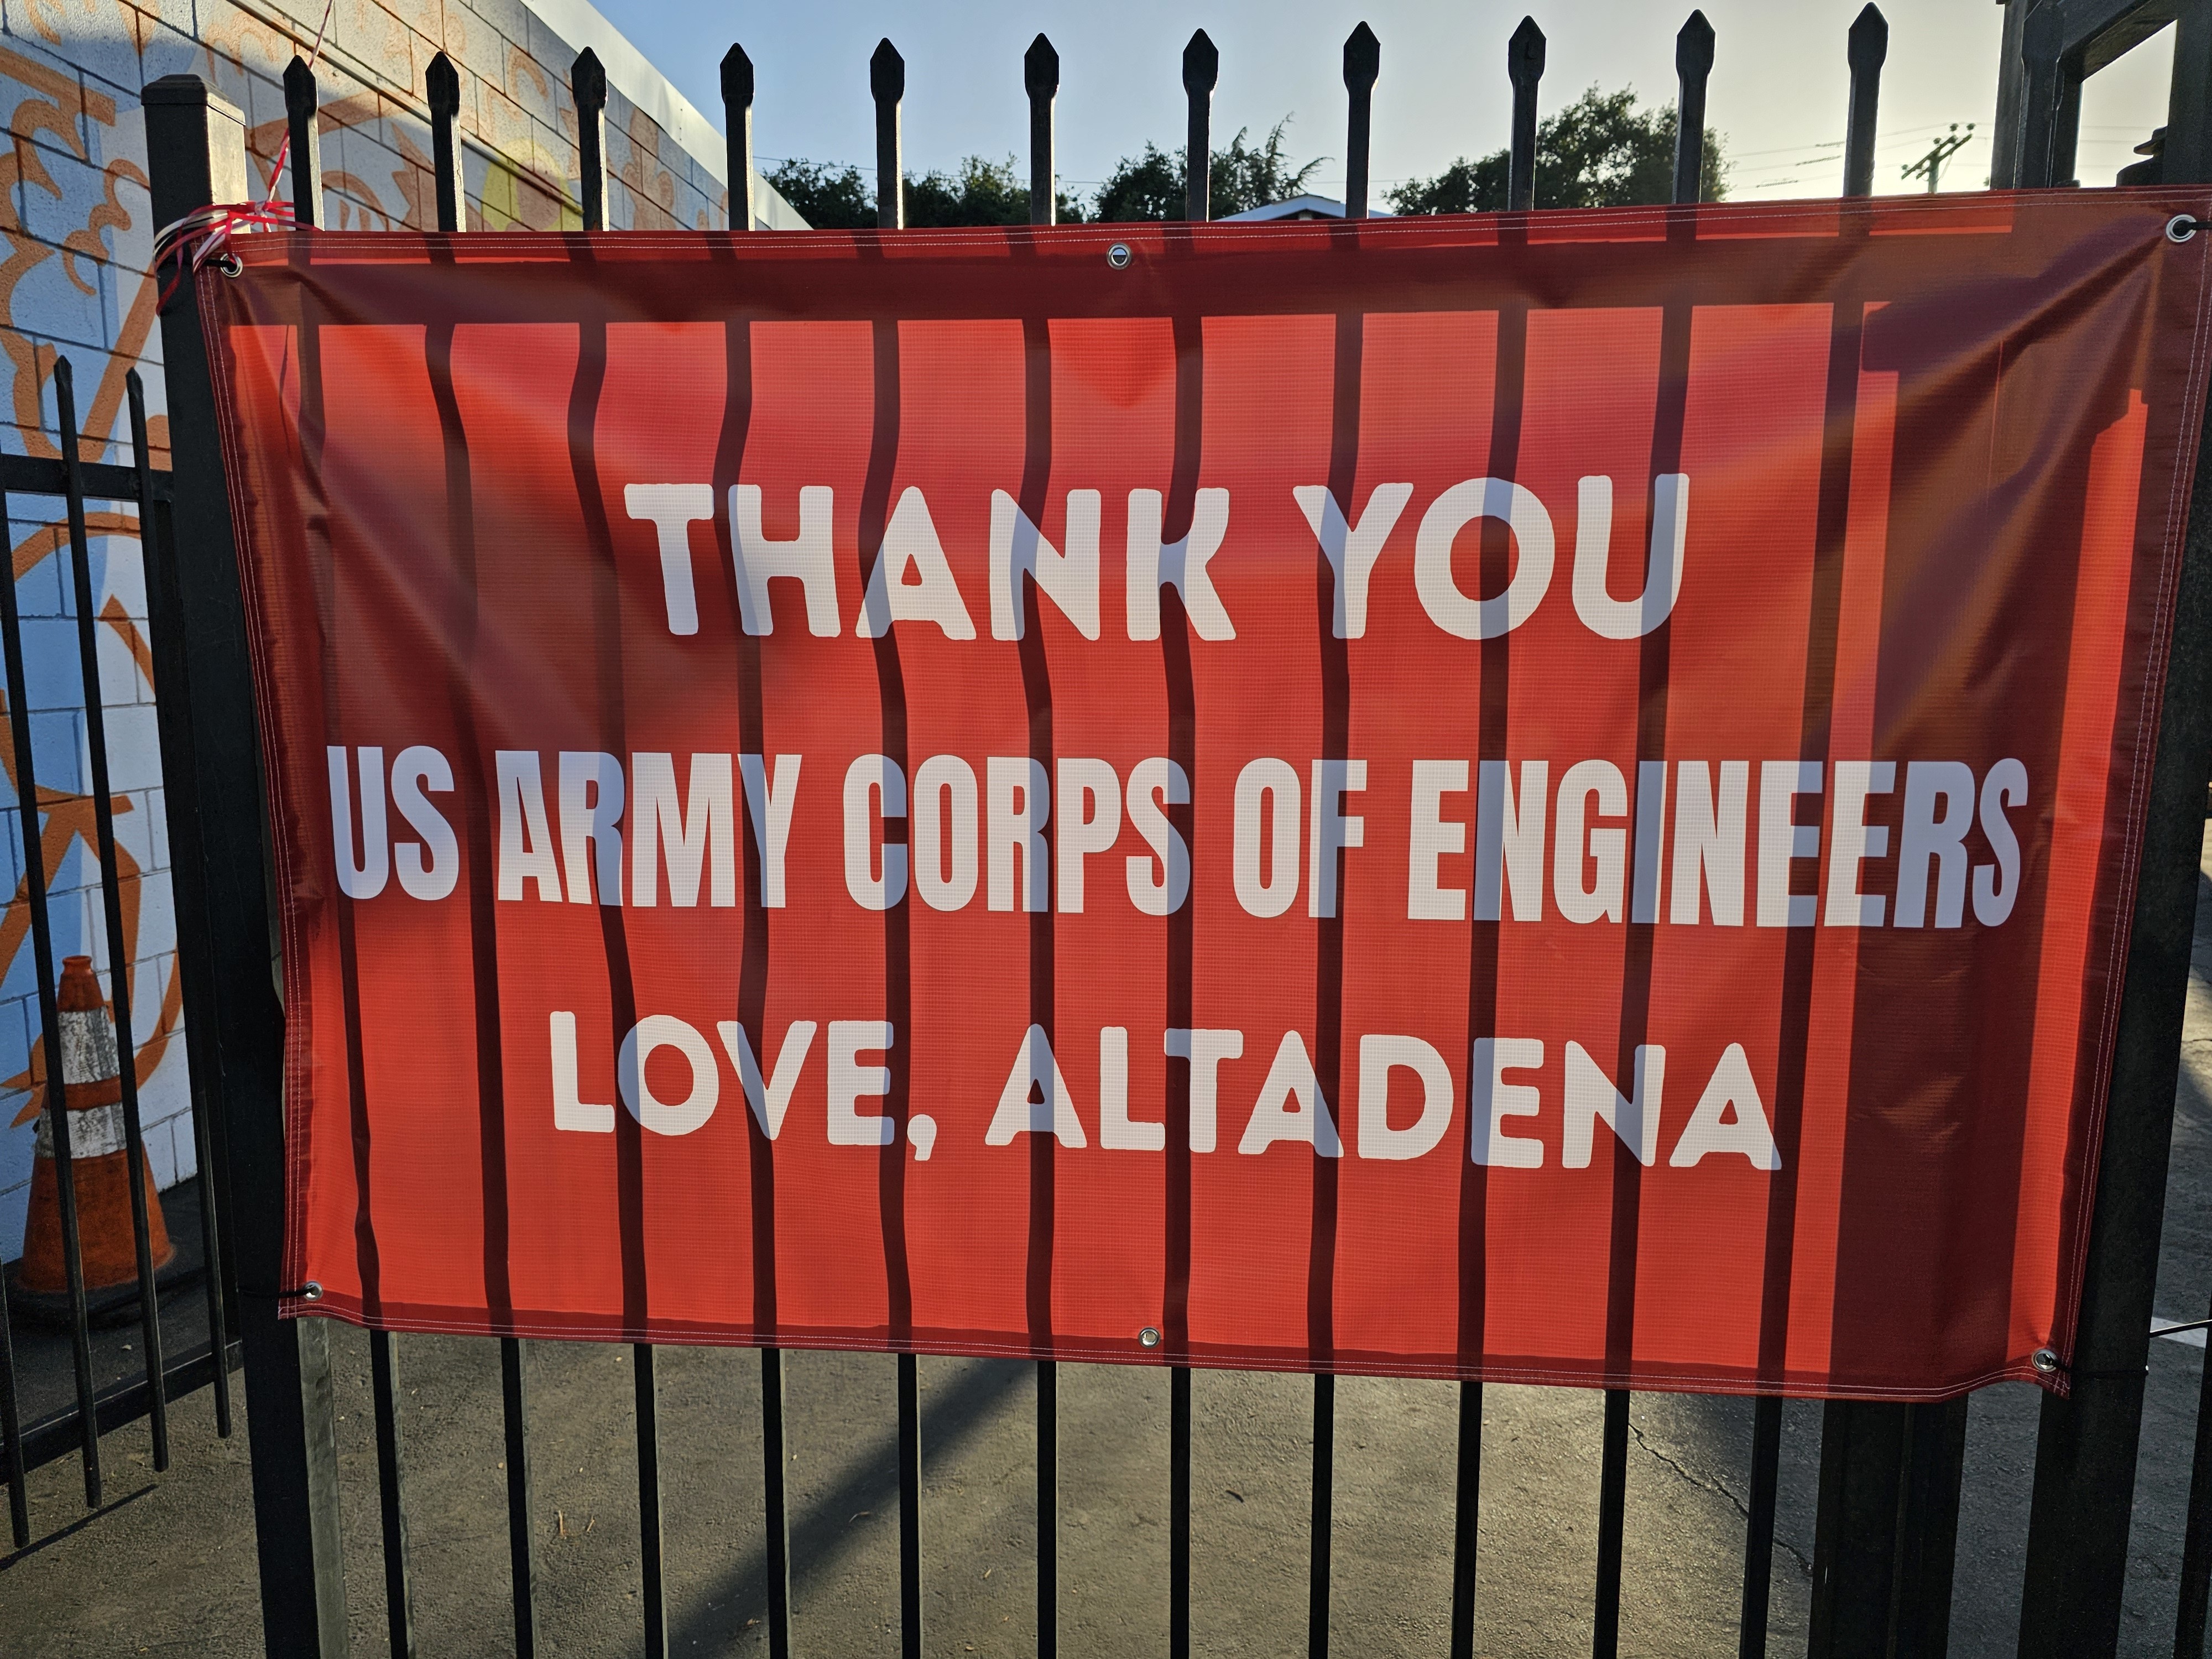 THANK YOU
US ARMY CORPS OF ENGINEERS
LOVE, ALTADENA